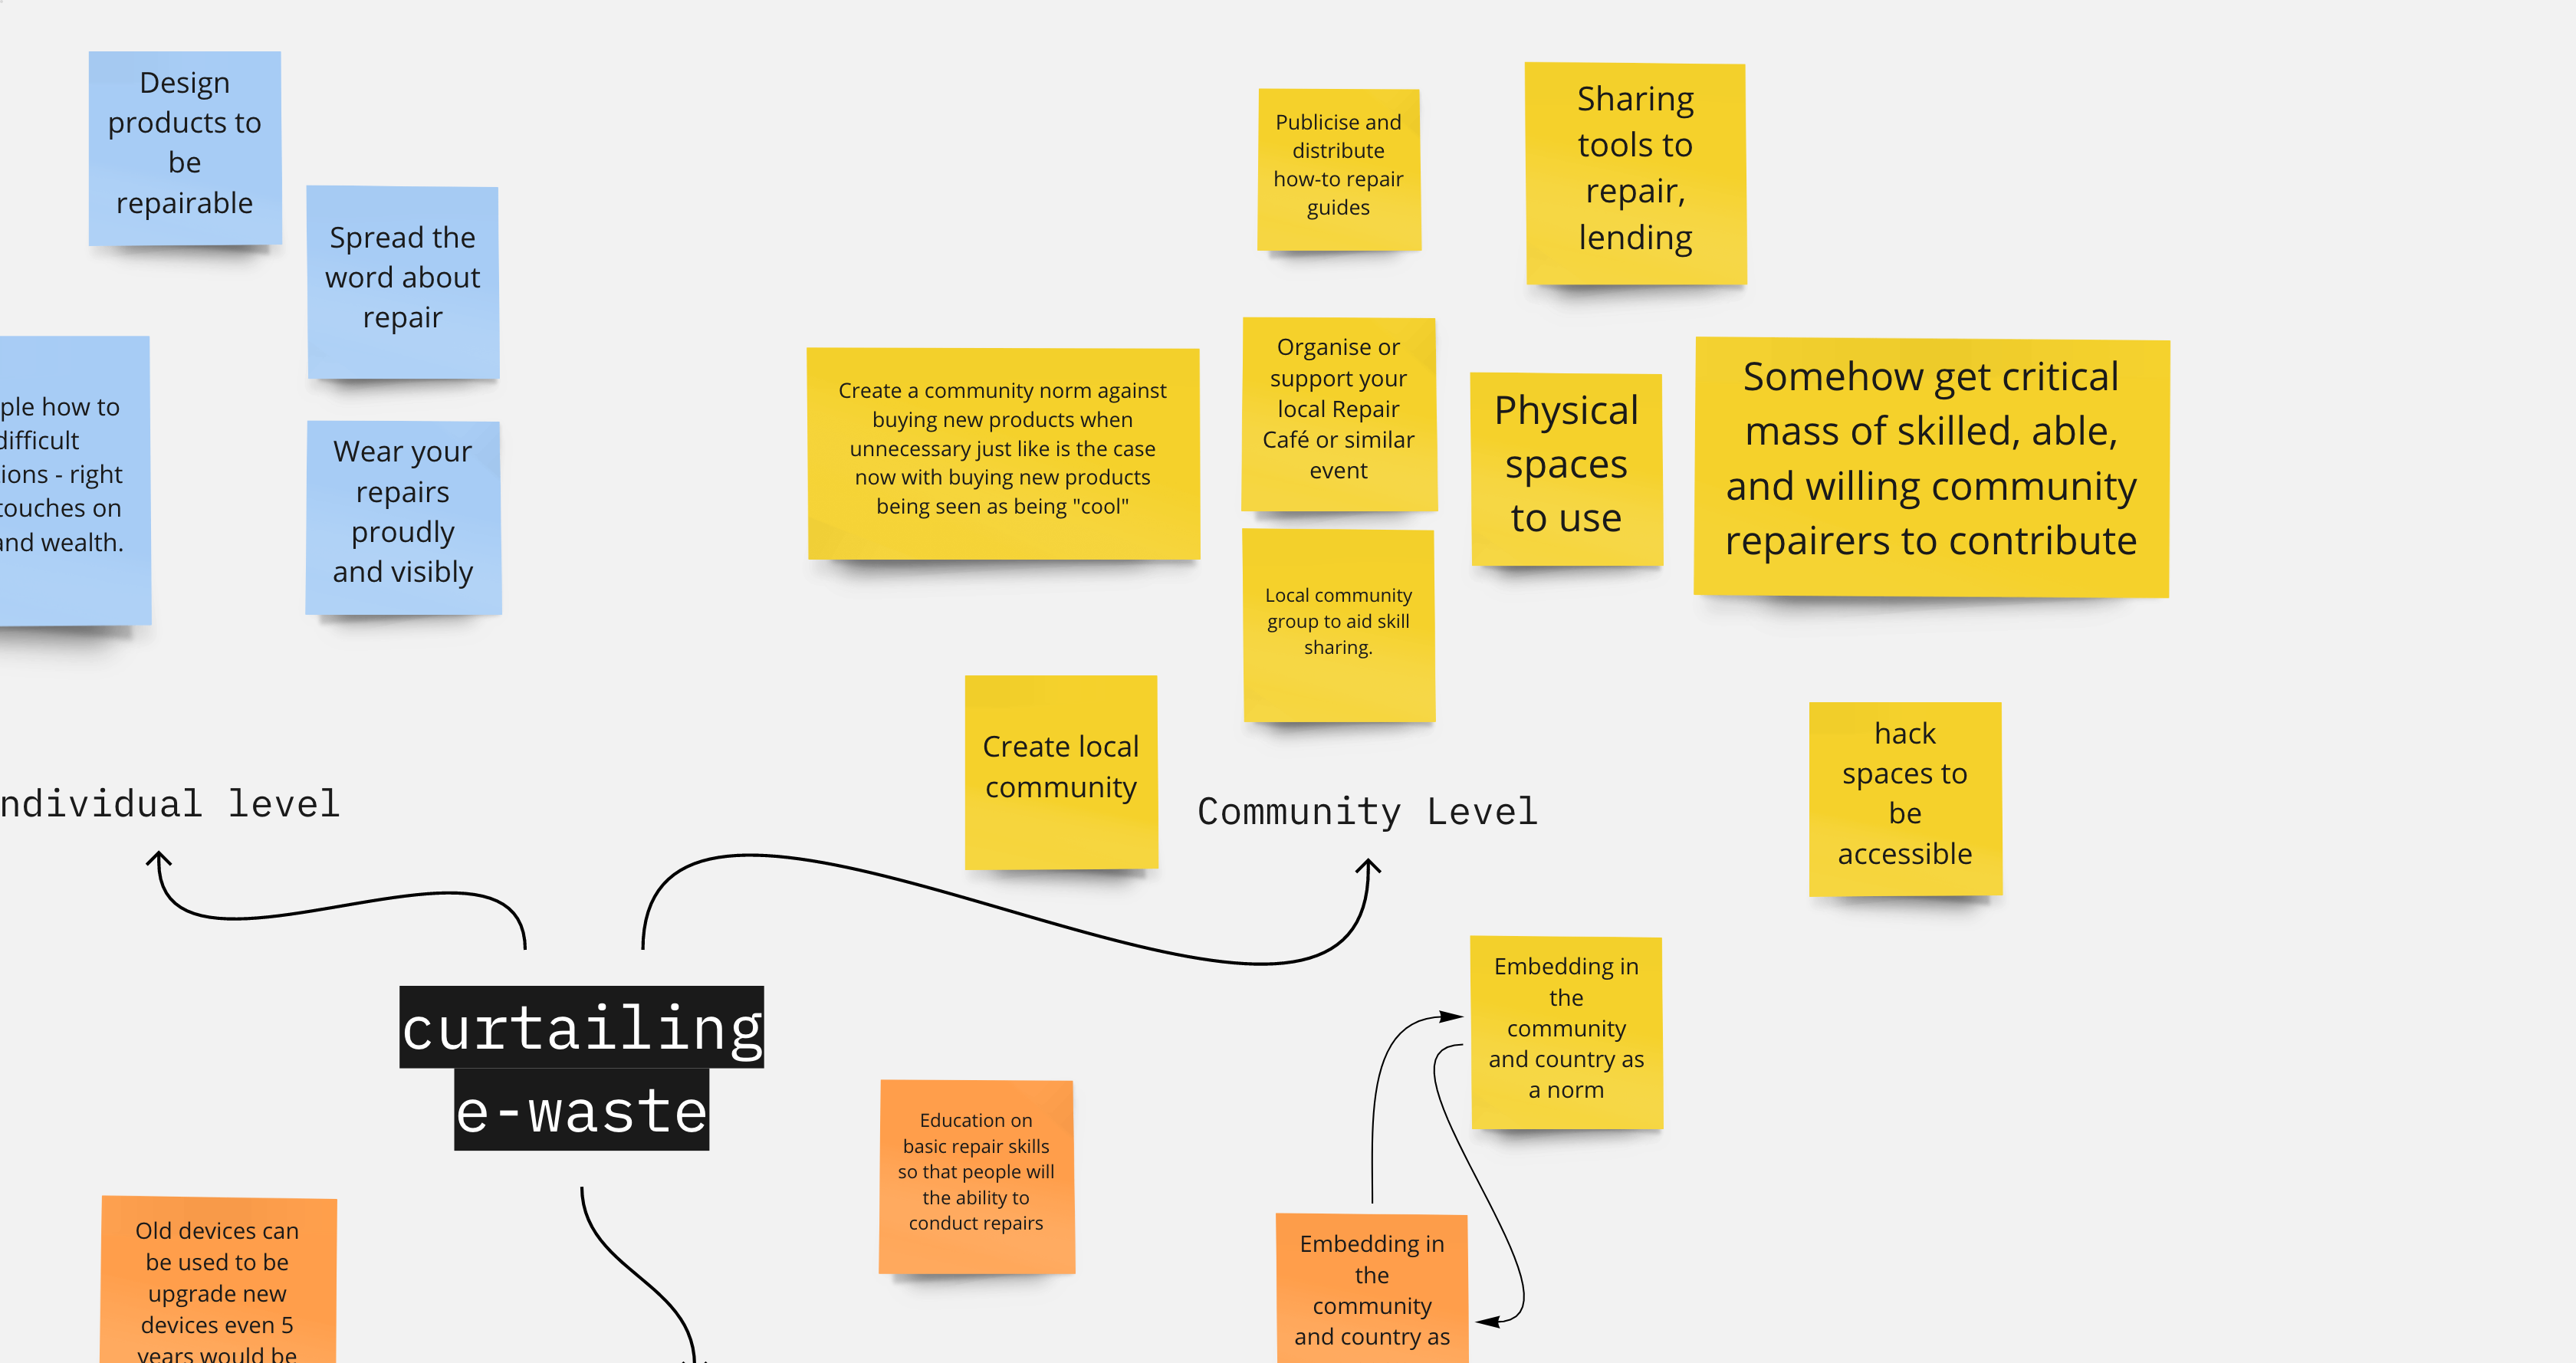 Design
products to
be
repairable
Spread the
word about
repair
ple how to
difficult
ions - right
touches on
and wealth.
Wear your
repairs
proudly
and visibly
ndividual level
Publicise and
distribute
how-to repair
guides
Sharing
tools to
repair,
lending
Create a community norm against
buying new products when
unnecessary just like is the case
now with buying new products
being seen as being "cool"
Organise or
support your
local Repair
Café or similar
event
Physical
spaces
to use
Somehow get critical
mass of skilled, able,
and willing community
repairers to contribute
Local community
group to aid skill
sharing.
Create local
community
Community Level
hack
spaces to
be
accessible
curtailing
e-waste
Embedding in
the
community
and country as
a norm
Education on
basic repair skills
so that people will
the ability to
conduct repairs
Old devices can
be used to be
upgrade new
devices even 5
years would be
Embedding in
the
community
and country as